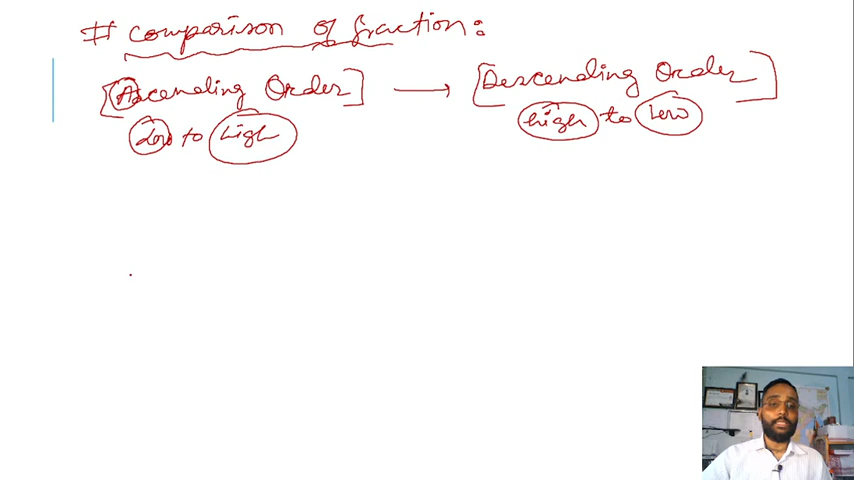 # Comparison of fraction:
[Ascending Order] → [Descending Order]
Low to high high to Low